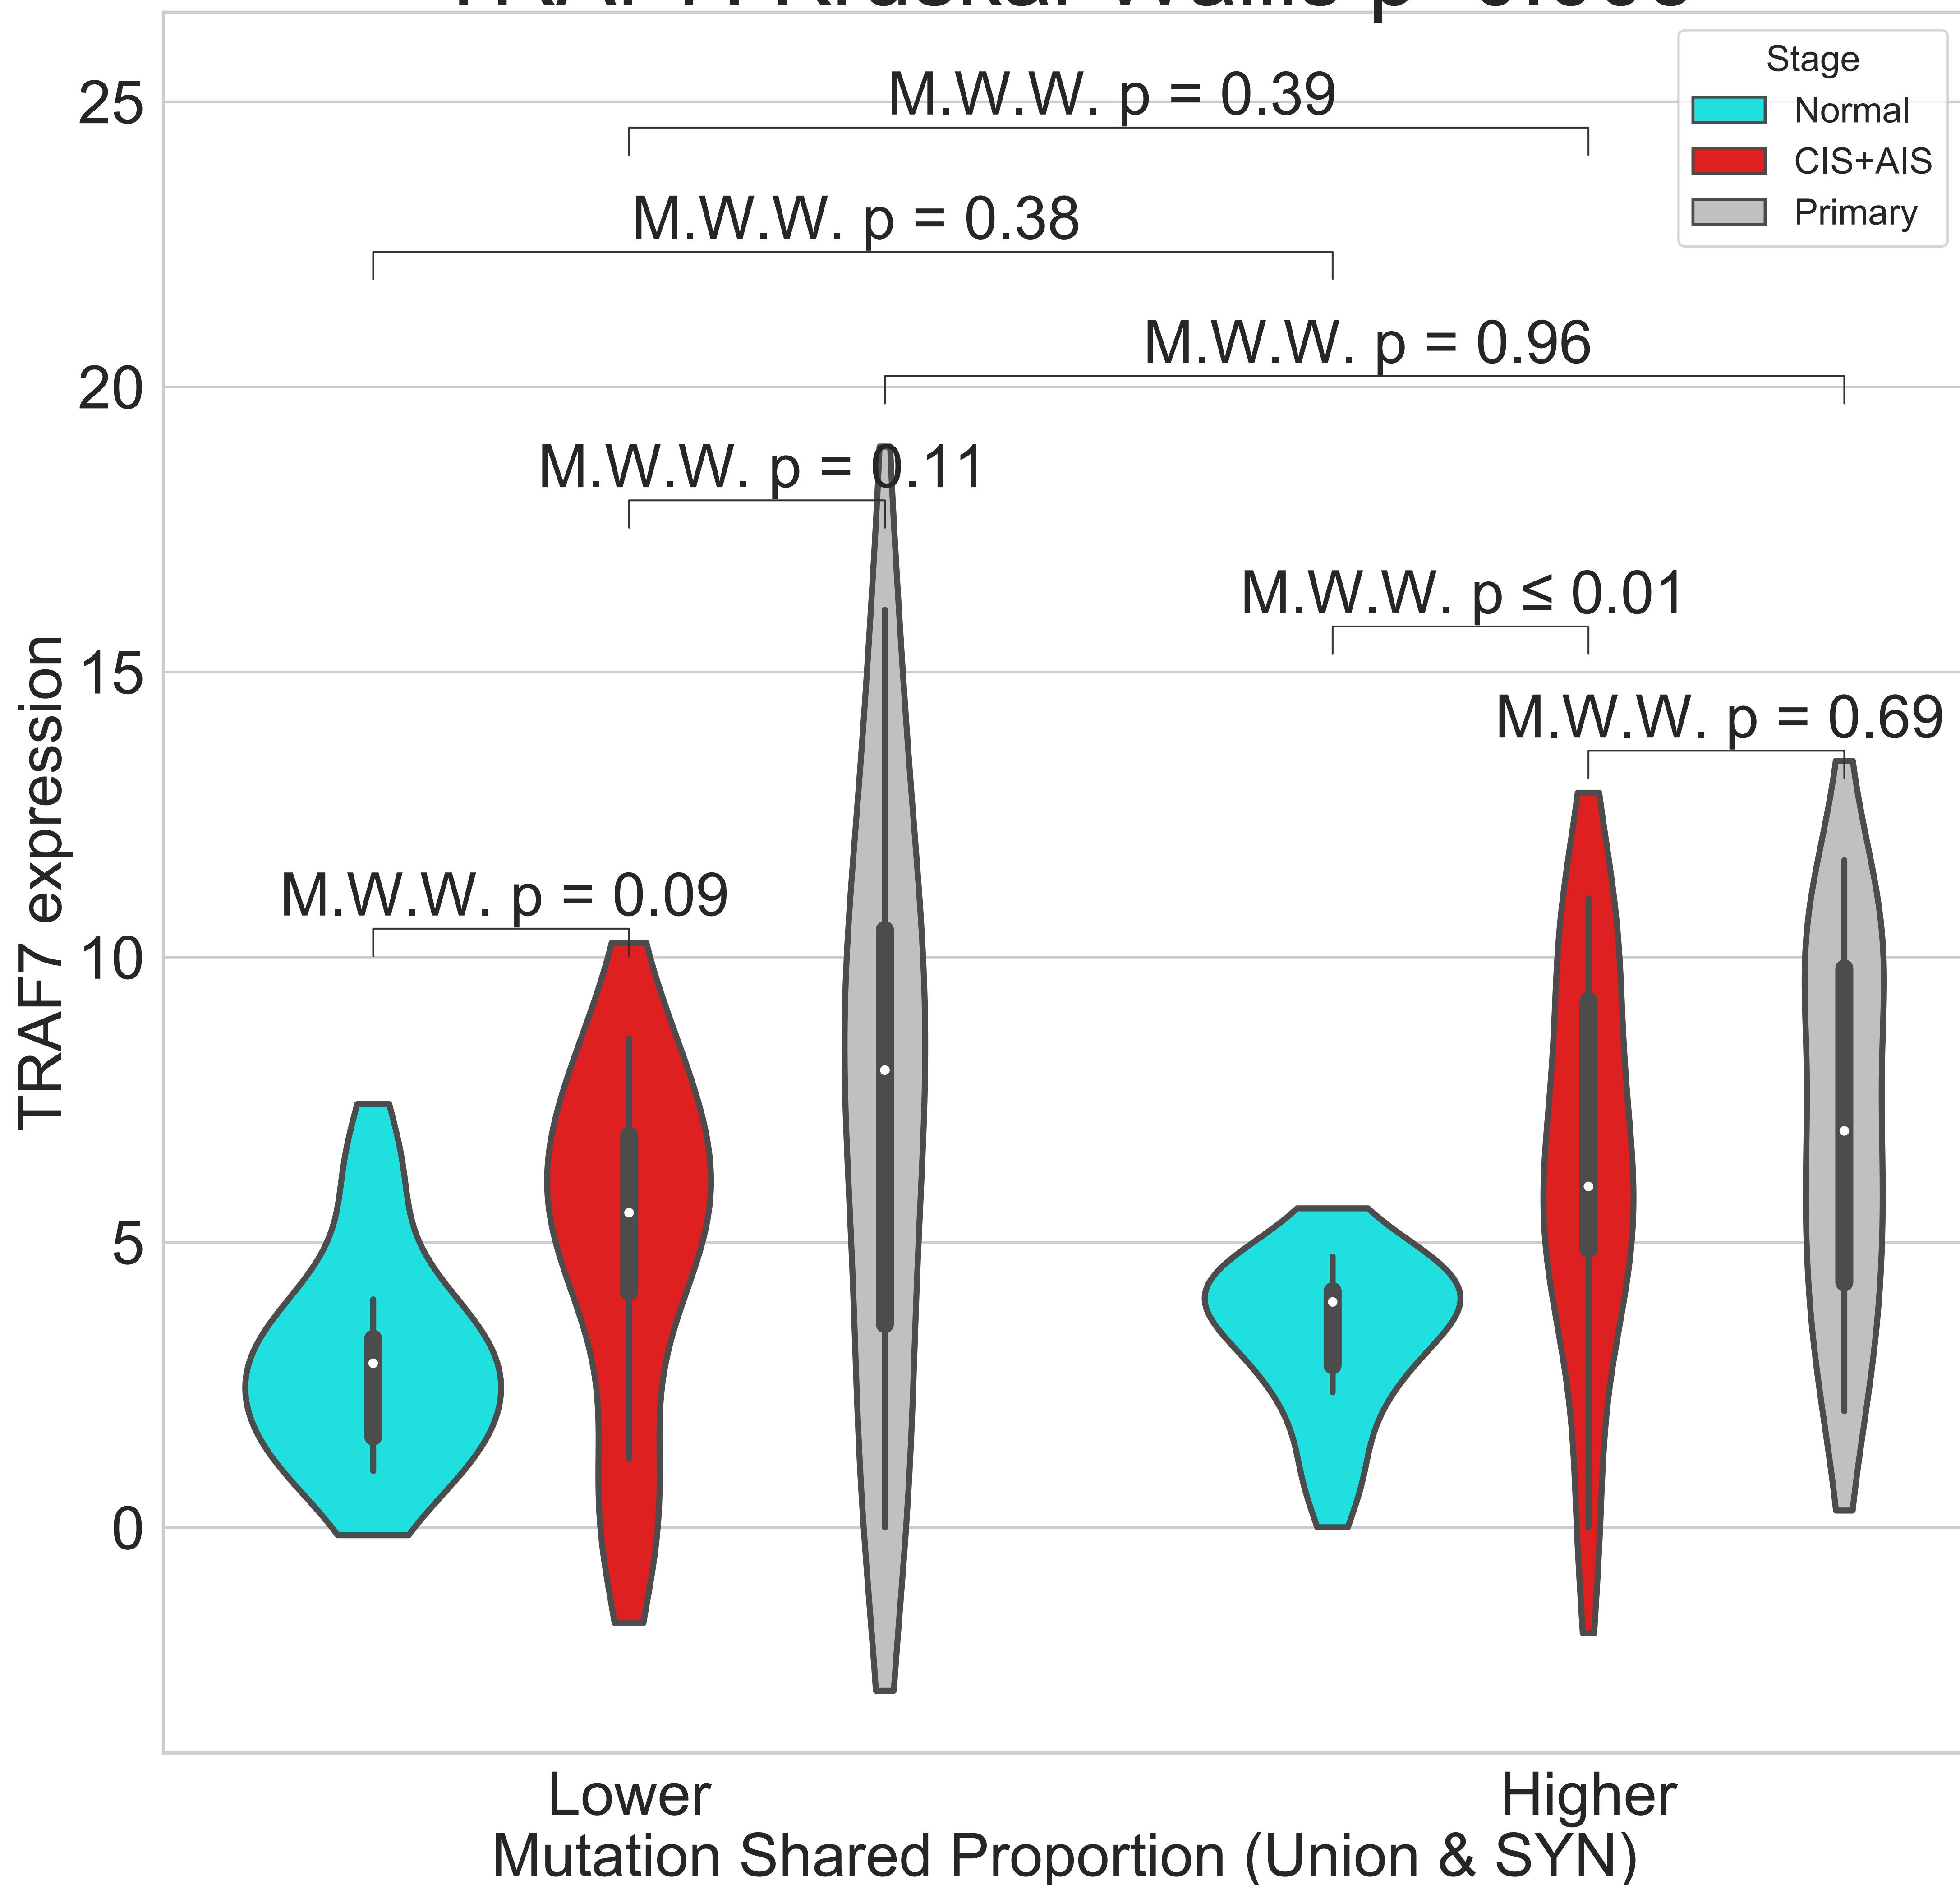 Stage
Normal
CIS+AIS
Primary
M.W.W. p = 0.39
M.W.W. p = 0.38
M.W.W. p = 0.96
M.W.W. p = 0.11
M.W.W. p ≤ 0.01
M.W.W. p = 0.69
M.W.W. p = 0.09
25
20
15
10
5
0
TRAF7 expression
Lower
Higher
Mutation Shared Proportion (Union & SYN)